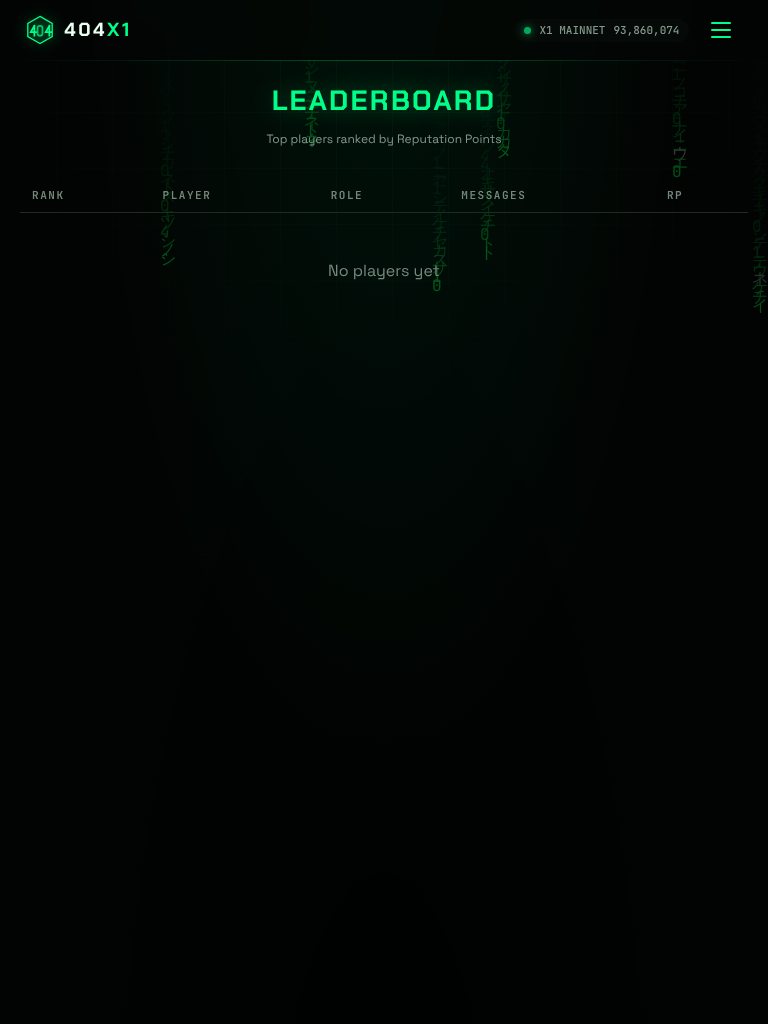 404 404X1
X1 MAINNET 93,860,074
LEADERBOARD
Top players ranked by Reputation Points
RANK PLAYER ROLE MESSAGES RP
No players yet